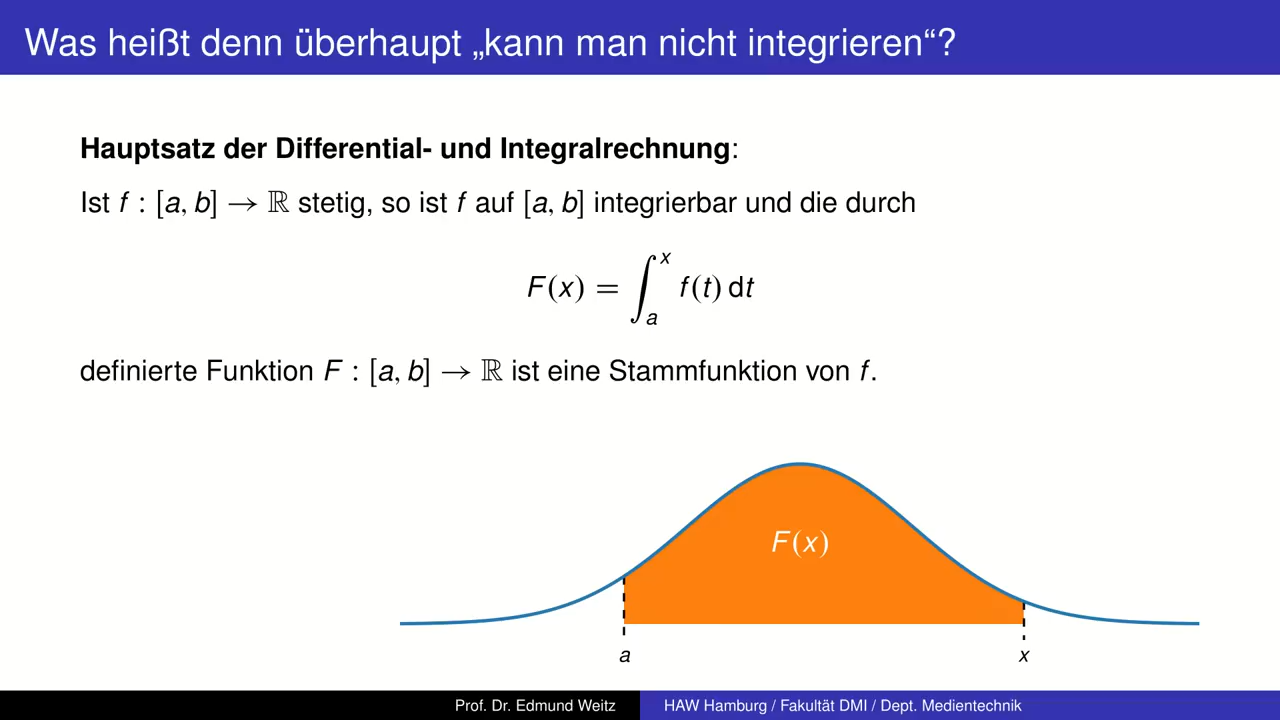 Was heißt denn überhaupt „kann man nicht integrieren“?
Hauptsatz der Differential- und Integralrechnung:
Ist f : [a, b] → ℝ stetig, so ist f auf [a, b] integrierbar und die durch
F(x) = ∫ₐˣ f(t) dt
definierte Funktion F : [a, b] → ℝ ist eine Stammfunktion von f.
F(x)
a
x
Prof. Dr. Edmund Weitz
HAW Hamburg / Fakultät DMI / Dept. Medientechnik